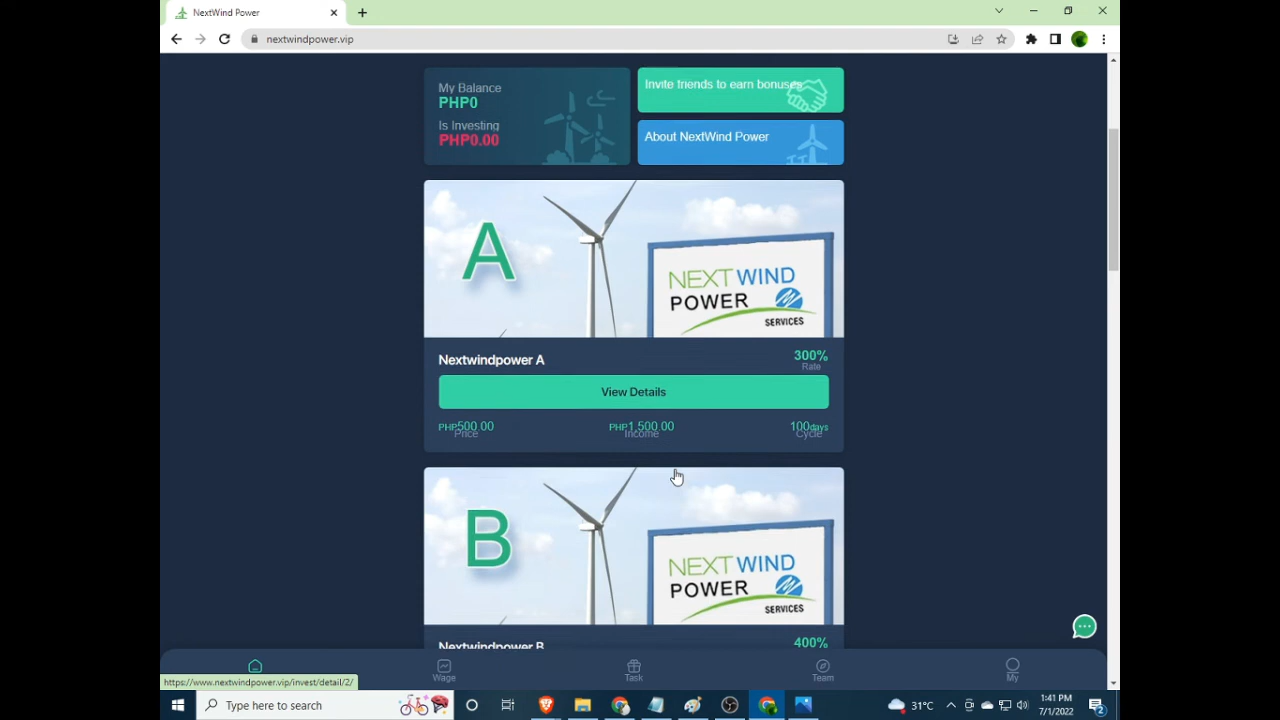 NextWind Power
nextwindpower.vip
My Balance
PHP0
Is Investing
PHP0.00
Invite friends to earn bonuses
About NextWind Power
A
NEXT WIND
POWER
SERVICES
Nextwindpower A
300%
Rate
View Details
PHP500.00
Price
PHP1,500.00
Income
100days
Cycle
B
NEXT WIND
POWER
SERVICES
Nextwindpower B
400%
Wage
Task
Team
My
https://www.nextwindpower.vip/invest/detail/2/
Type here to search
31°C
1:41 PM
7/1/2022
2